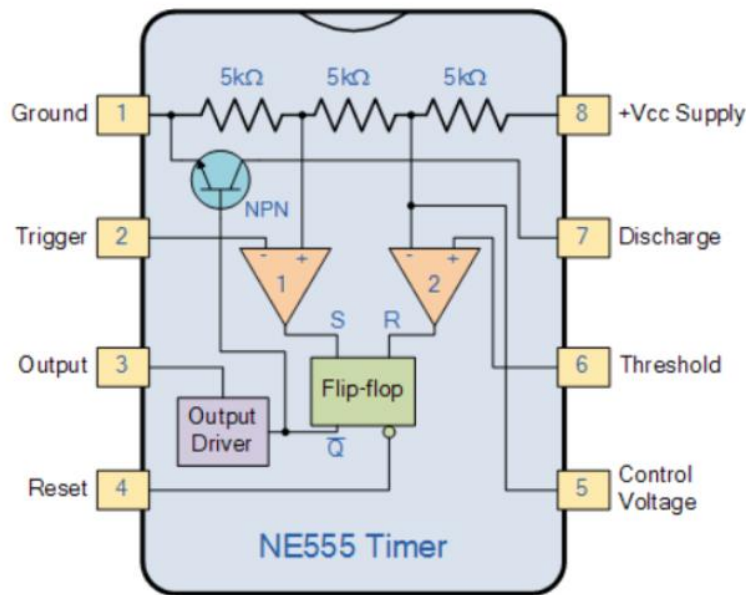 5kΩ 5kΩ 5kΩ
Ground 1
8 +Vcc Supply
NPN
Trigger 2
- +
- +
7 Discharge
1
2
S R
Output 3
Flip-flop
6 Threshold
Output
Driver
Q̅
Reset 4
5 Control
Voltage
NE555 Timer